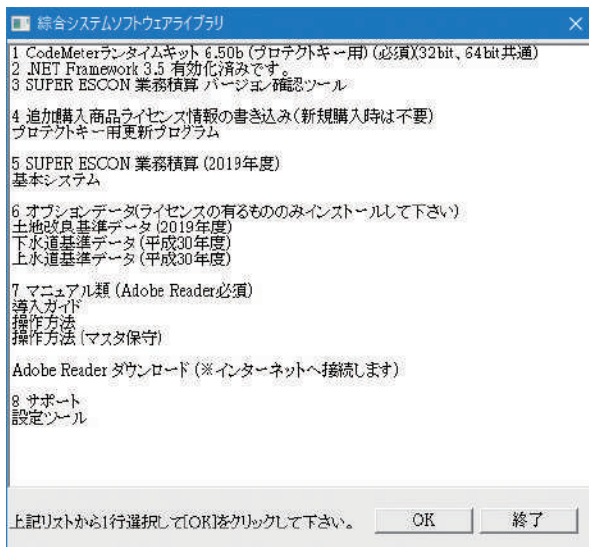 綜合システムソフトウェアライブラリ
1 CodeMeterランタイムキット 6.50b (プロテクトキー用) (必須)(32bit、64bit共通)
2 .NET Framework 3.5 有効化済みです。
3 SUPER ESCON 業務積算 バージョン確認ツール
4 追加購入商品ライセンス情報の書き込み(新規購入時は不要)
プロテクトキー用更新プログラム
5 SUPER ESCON 業務積算 (2019年度)
基本システム
6 オプションデータ(ライセンスの有るもののみインストールして下さい)
土地改良基準データ (2019年度)
下水道基準データ (平成30年度)
上水道基準データ (平成30年度)
7 マニュアル類 (Adobe Reader必須)
導入ガイド
操作方法
操作方法 (マスタ保守)
Adobe Reader ダウンロード (※インターネットへ接続します)
8 サポート
設定ツール
上記リストから1行選択して[OK]をクリックして下さい。 OK 終了